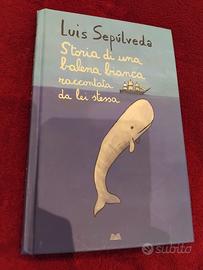 Luis Sepúlveda
Storia di una
balena bianca
raccontata
da lei stessa
subito